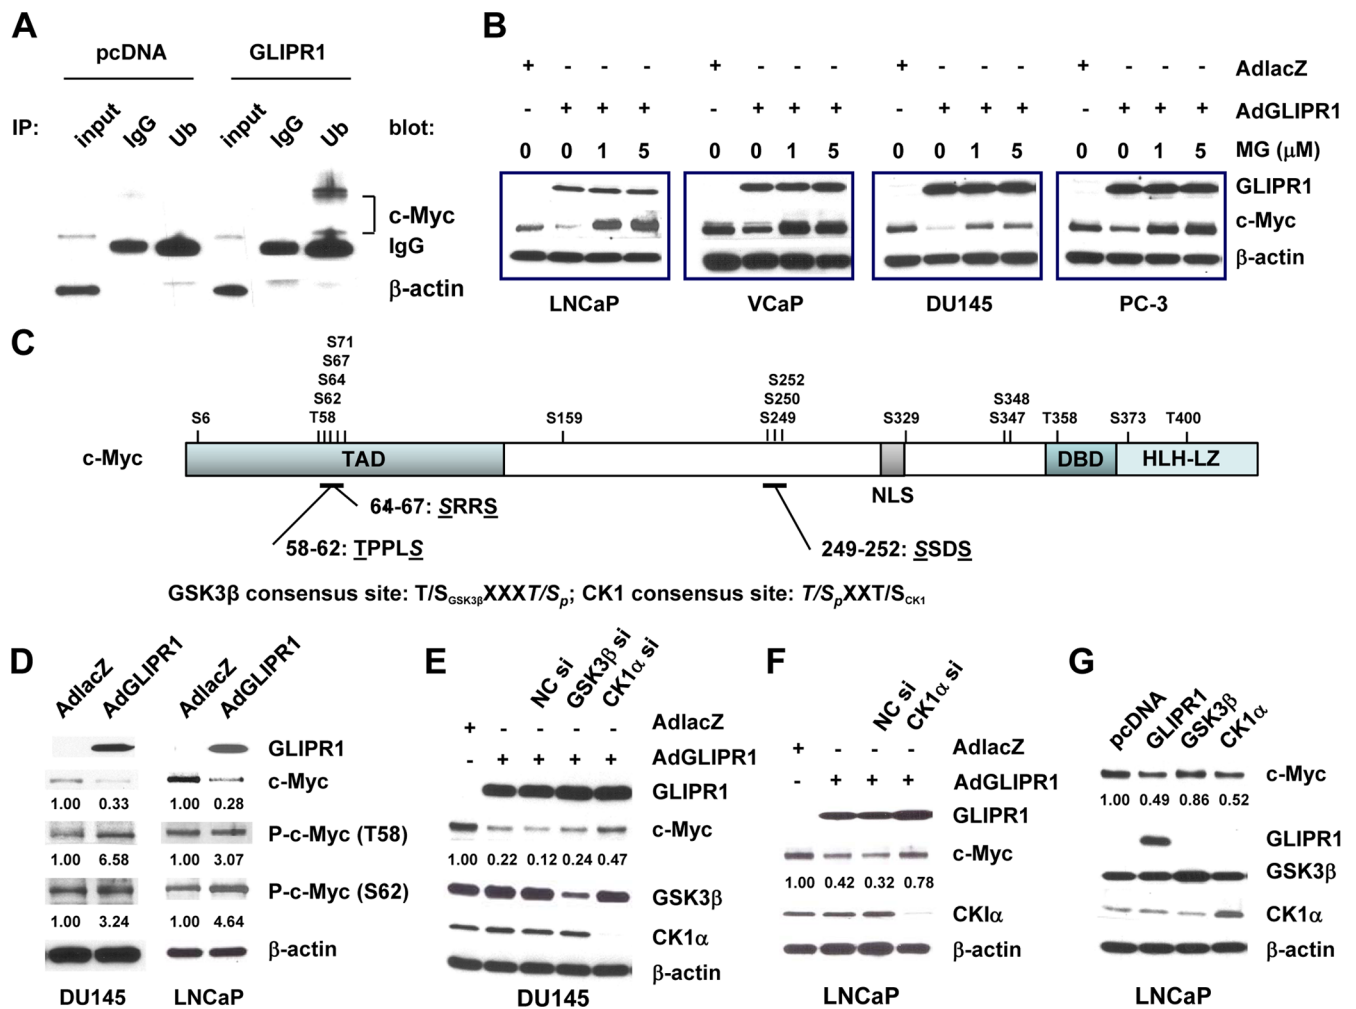 A
pcDNA GLIPR1
IP: input IgG Ub input IgG Ub blot:
c-Myc
IgG
β-actin
B
+ - - - + - - - + - - - + - - - AdlacZ
- + + + - + + + - + + + - + + + AdGLIPR1
0 0 1 5 0 0 1 5 0 0 1 5 0 0 1 5 MG (μM)
GLIPR1
c-Myc
β-actin
LNCaP VCaP DU145 PC-3
C
S71
S67
S64 S252
S62 S250 S348
S6 T58 S159 S249 S329 S347 T358 S373 T400
c-Myc TAD DBD HLH-LZ
NLS
64-67: SRRS
58-62: TPPLS 249-252: SSDS
GSK3β consensus site: T/SGSK3βXXXT/Sp; CK1 consensus site: T/SpXXT/SCK1
D
AdlacZ AdGLIPR1 AdlacZ AdGLIPR1
GLIPR1
c-Myc
1.00 0.33 1.00 0.28
P-c-Myc (T58)
1.00 6.58 1.00 3.07
P-c-Myc (S62)
1.00 3.24 1.00 4.64
β-actin
DU145 LNCaP
E
NC si GSK3β si CK1α si
+ - - - - AdlacZ
- + + + + AdGLIPR1
GLIPR1
c-Myc
1.00 0.22 0.12 0.24 0.47
GSK3β
CK1α
β-actin
DU145
F
NC si CK1α si
+ - - - AdlacZ
- + + + AdGLIPR1
GLIPR1
c-Myc
1.00 0.42 0.32 0.78
CKIα
β-actin
LNCaP
G
pcDNA GLIPR1 GSK3β CK1α
c-Myc
1.00 0.49 0.86 0.52
GLIPR1
GSK3β
CK1α
β-actin
LNCaP